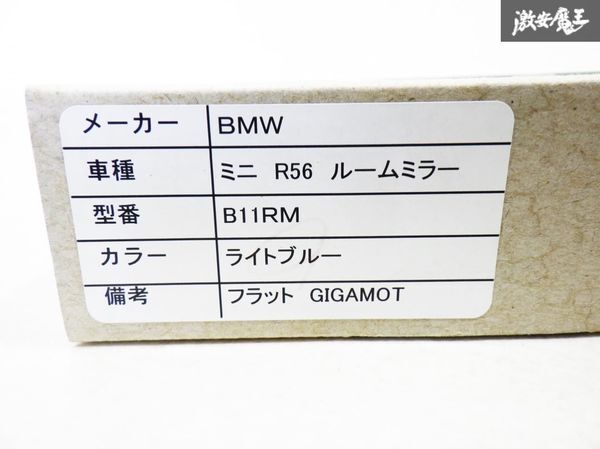 激安魔王
メーカー BMW
車種 ミニ R56 ルームミラー
型番 B11RM
カラー ライトブルー
備考 フラット GIGAMOT